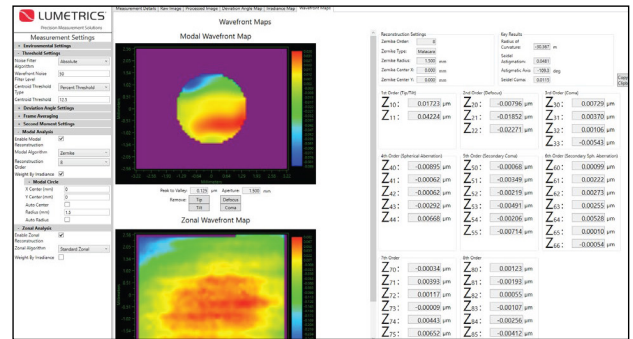 LUMETRICS
Precision Measurement Solutions
Measurement Details | Raw Image | Processed Image | Deviation Angle Map | Irradiance Map | Wavefront Maps
Measurement Settings
Environmental Settings
Threshold Settings
Noise Filter Algorithm
Absolute
Wavefront Noise Filter Level
50
Centroid Threshold Type
Percent Threshold
Centroid Threshold
12.5
Deviation Angle Settings
Frame Averaging
Second Moment Settings
Modal Analysis
Enable Modal Reconstruction
Modal Algorithm
Zernike
Reconstruction Order
8
Weight By Irradiance
Modal Circle
X Center (mm)
0
Y Center (mm)
0
Auto Center
Radius (mm)
1.5
Auto Radius
Zonal Analysis
Enable Zonal Reconstruction
Zonal Algorithm
Standard Zonal
Weight By Irradiance
Wavefront Maps
Modal Wavefront Map
Peak to Valley: 0.125 µm Aperture: 1.500 mm
Remove: Tip Defocus
Tilt Coma
Zonal Wavefront Map
Reconstruction Settings
Zernike Order: 8
Zernike Type: Malacara
Zernike Radius 1.500 mm
Zernike Center X: 0.000 mm
Zernike Center Y: 0.000 mm
Key Results
Radius of Curvature: -30.367 m
Seidel Astigmatism: 0.0481
Astigmatic Axis -109.8 deg
Seidel Coma: 0.0115
1st Order (Tip/Tilt)
Z10: 0.01723 µm
Z11: 0.04224 µm
2nd Order (Defocus)
Z20: -0.00796 µm
Z21: -0.01852 µm
Z22: -0.02271 µm
3rd Order (Coma)
Z30: 0.00729 µm
Z31: 0.00370 µm
Z32: 0.00106 µm
Z33: -0.00543 µm
4th Order (Spherical Aberration)
Z40: -0.00895 µm
Z41: -0.00062 µm
Z42: -0.00062 µm
Z43: -0.00292 µm
Z44: 0.00668 µm
5th Order (Secondary Coma)
Z50: -0.00068 µm
Z51: -0.00349 µm
Z52: -0.00219 µm
Z53: -0.00491 µm
Z54: -0.00206 µm
Z55: -0.00714 µm
6th Order (Secondary Sph. Aberration)
Z60: 0.00099 µm
Z61: 0.00222 µm
Z62: 0.00273 µm
Z63: 0.00255 µm
Z64: 0.00528 µm
Z65: 0.00010 µm
Z66: -0.00054 µm
7th Order
Z70: -0.00034 µm
Z71: 0.00393 µm
Z72: 0.00117 µm
Z73: -0.00009 µm
Z74: 0.00443 µm
Z75: 0.00652 µm
8th Order
Z80: 0.00123 µm
Z81: -0.00193 µm
Z82: 0.00055 µm
Z83: -0.00107 µm
Z84: -0.00256 µm
Z85: -0.00412 µm